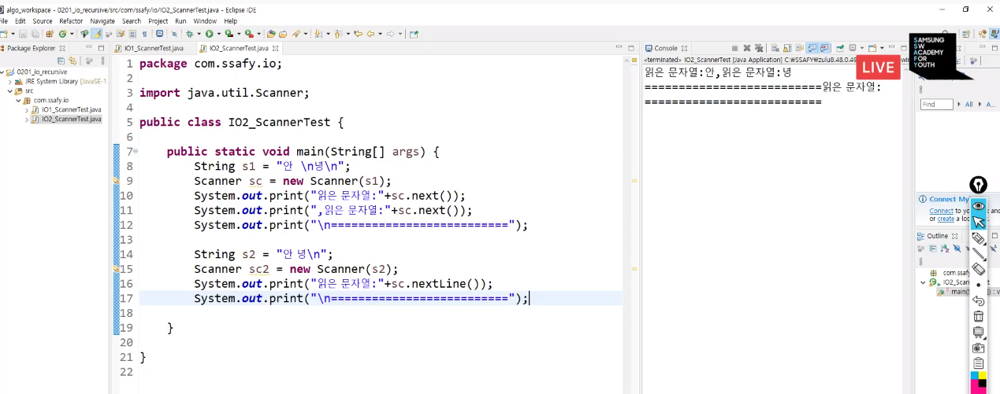 algo_workspace - 0201_io_recursive/src/com/ssafy/io/IO2_ScannerTest.java - Eclipse IDE
File Edit Source Refactor Navigate Search Project Run Window Help
Package Explorer
0201_io_recursive
JRE System Library [JavaSE-1.
src
com.ssafy.io
IO1_ScannerTest.java
IO2_ScannerTest.java
IO1_ScannerTest.java IO2_ScannerTest.java
1 package com.ssafy.io;
2
3 import java.util.Scanner;
4
5 public class IO2_ScannerTest {
6
7 public static void main(String[] args) {
8 String s1 = "안 \n녕\n";
9 Scanner sc = new Scanner(s1);
10 System.out.print("읽은 문자열:"+sc.next());
11 System.out.print(",읽은 문자열:"+sc.next());
12 System.out.print("\n==========================");
13
14 String s2 = "안 녕\n";
15 Scanner sc2 = new Scanner(s2);
16 System.out.print("읽은 문자열:"+sc.nextLine());
17 System.out.print("\n==========================");
18
19 }
20
21 }
22
Console
<terminated> IO2_ScannerTest [Java Application] C:₩SSAFY₩zulu8.48.0.49
읽은 문자열:안,읽은 문자열:녕
==========================읽은 문자열:
==========================
LIVE
SAMSUNG
SW
ACADEMY
FOR
YOUTH
Find All A...
Connect My
Connect to
or create a lo
Outline
com.ssaf
IO2_Sca
main(S